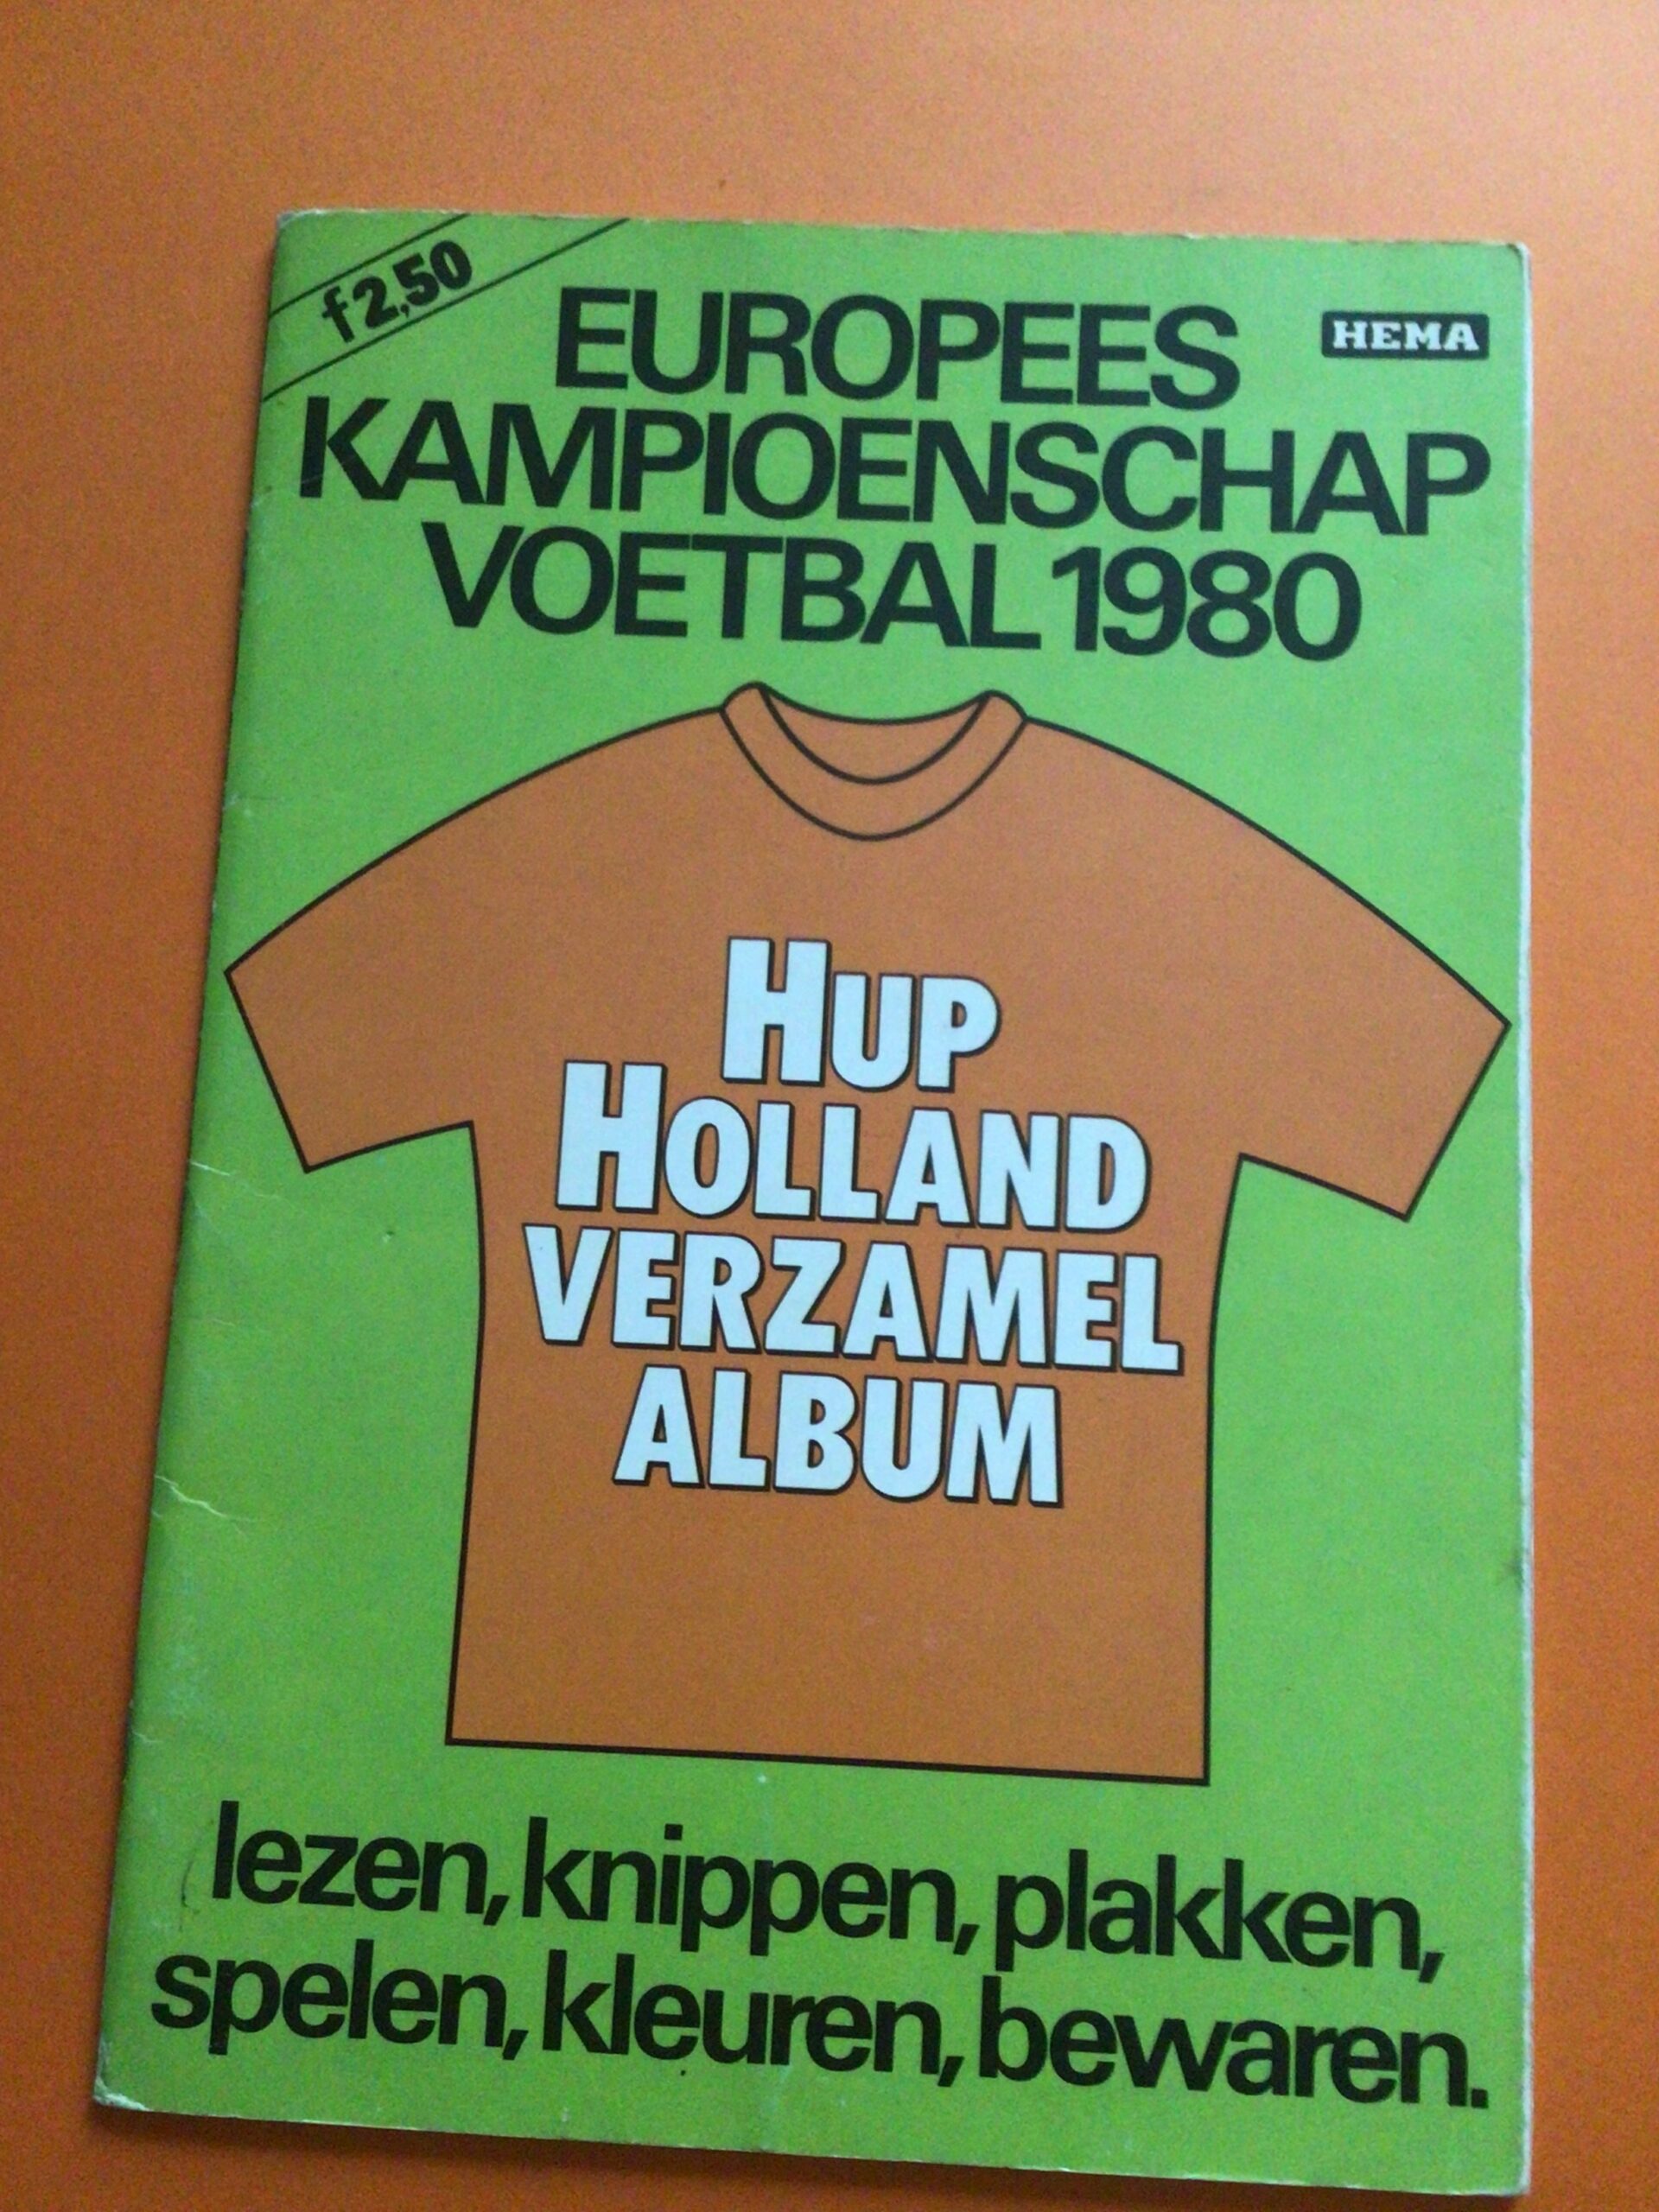 f 2,50
EUROPEES
HEMA
KAMPIOENSCHAP
VOETBAL 1980
HUP
HOLLAND
VERZAMEL
ALBUM
lezen, knippen, plakken,
spelen, kleuren, bewaren.